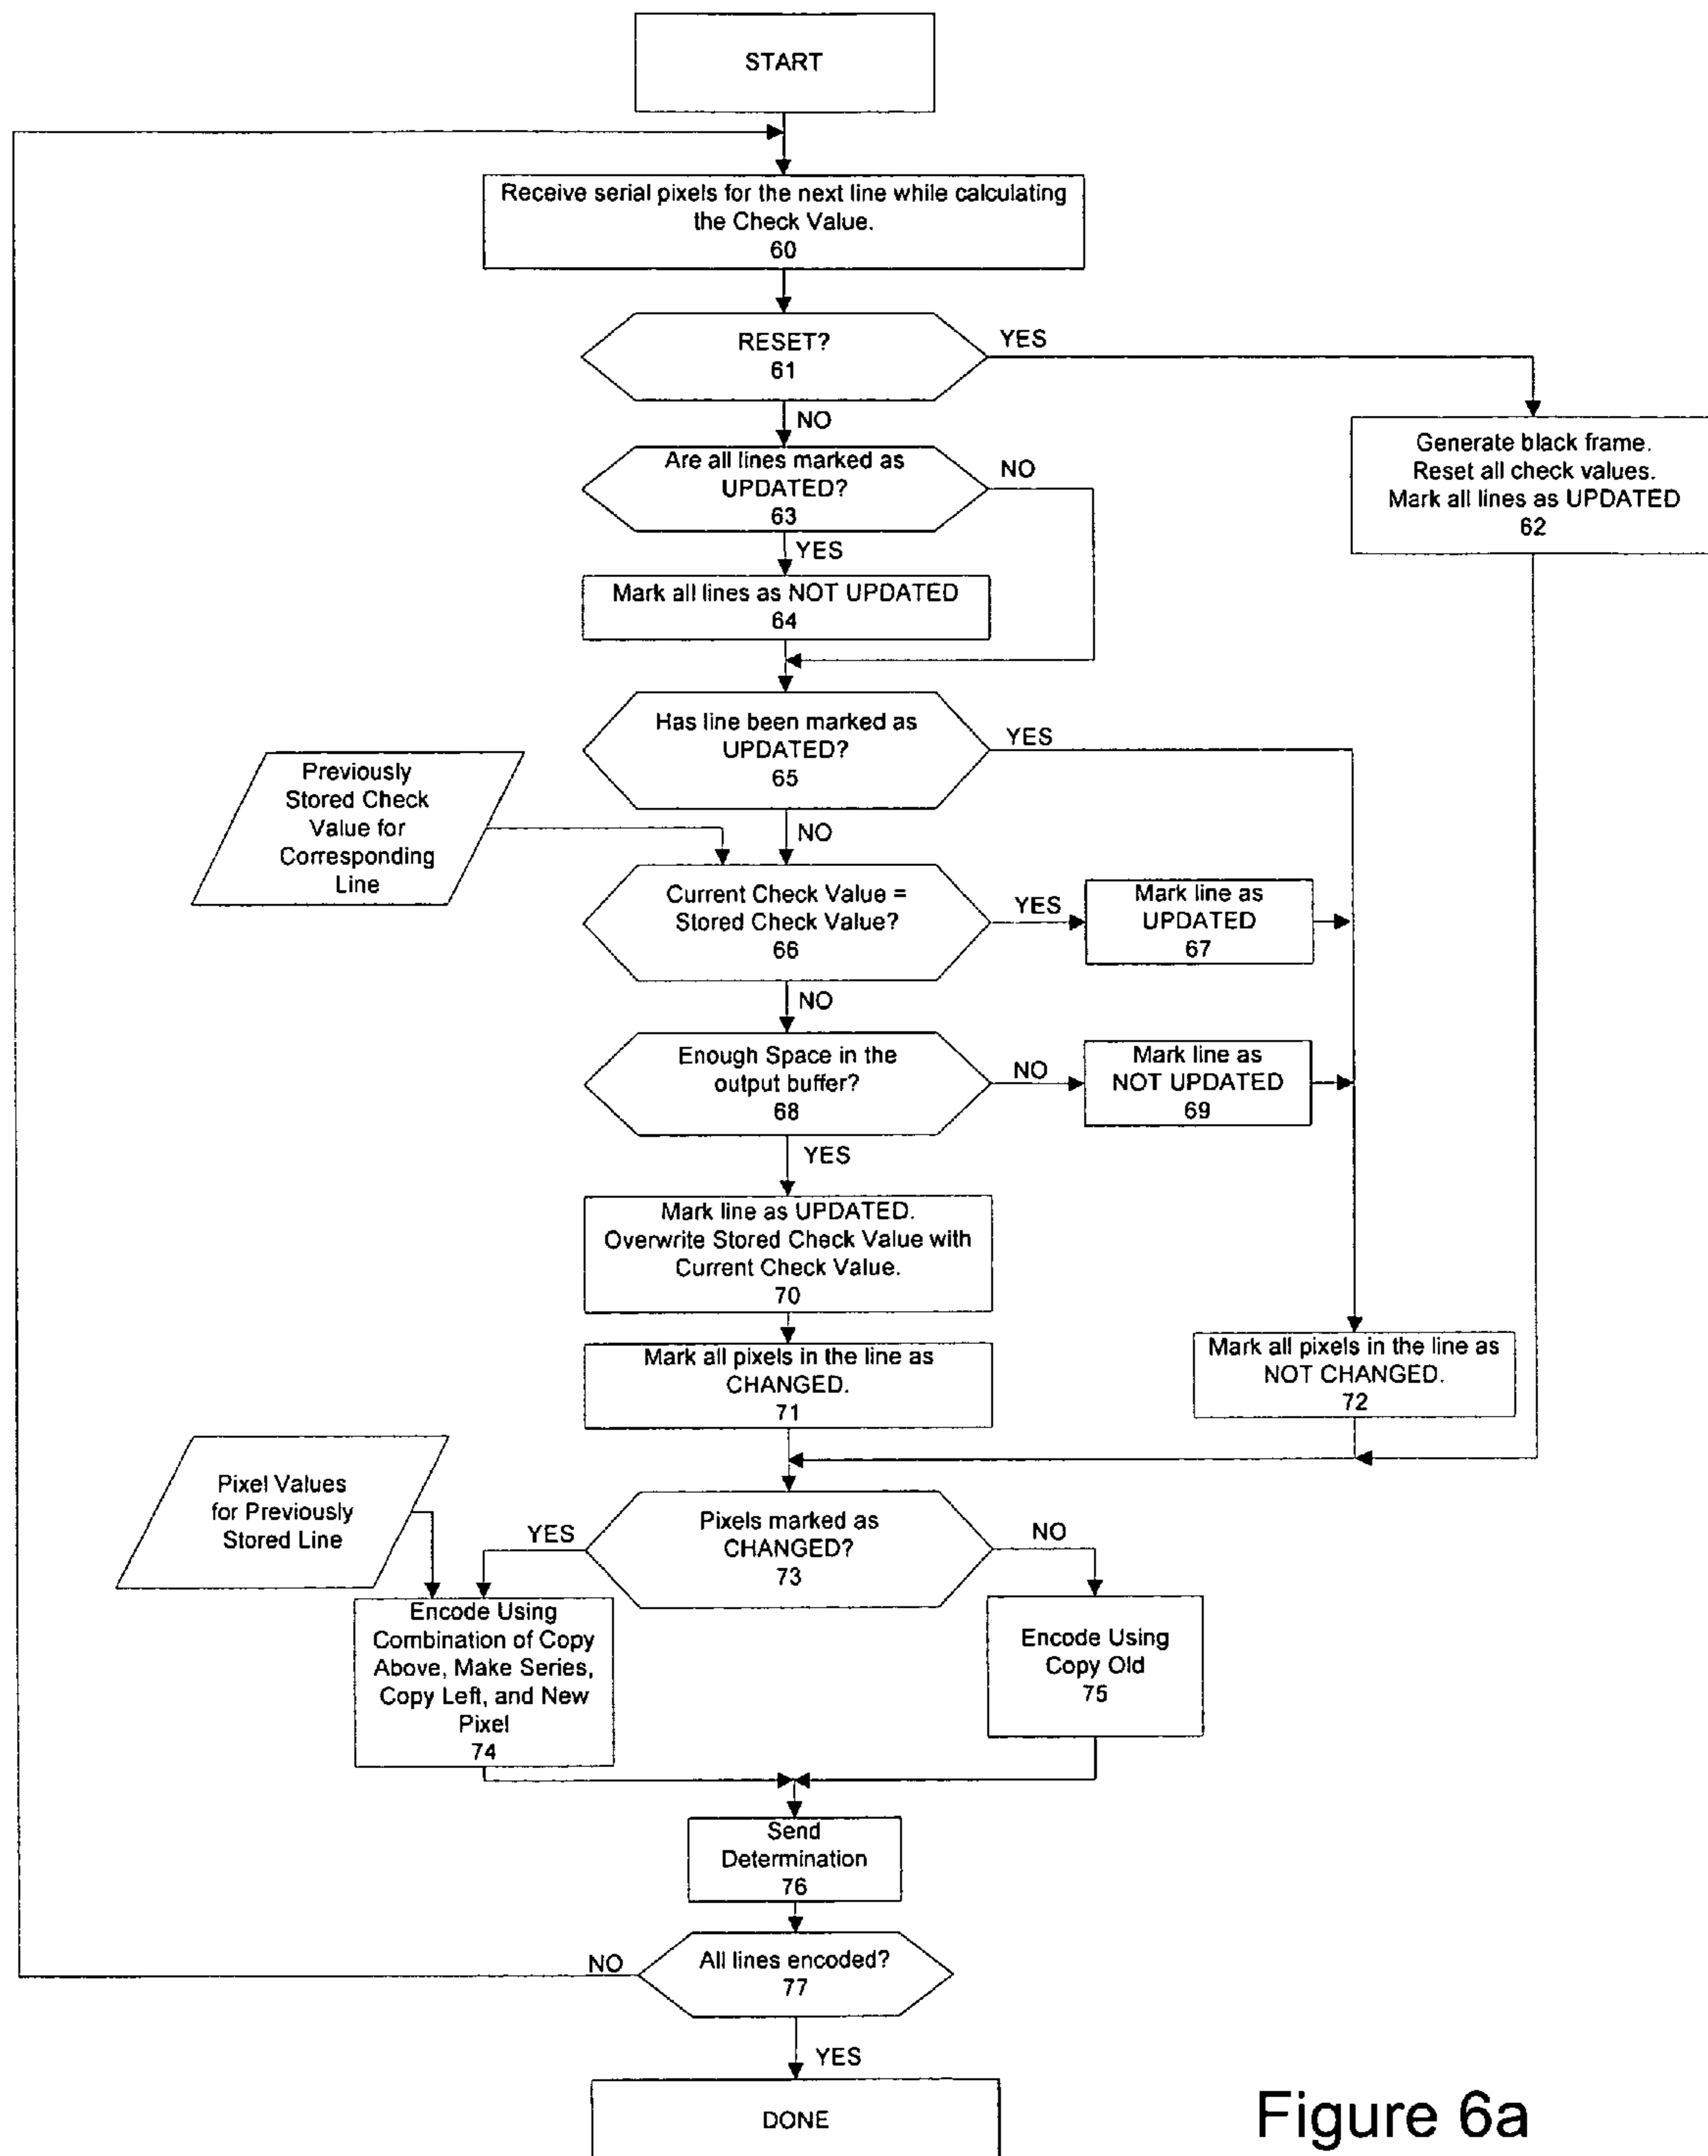 START
Receive serial pixels for the next line while calculating
the Check Value.
60
RESET?
61
YES
NO
Generate black frame.
Reset all check values.
Mark all lines as UPDATED
62
Are all lines marked as
UPDATED?
63
NO
YES
Mark all lines as NOT UPDATED
64
Has line been marked as
UPDATED?
65
YES
NO
Previously
Stored Check
Value for
Corresponding
Line
Current Check Value =
Stored Check Value?
66
YES
Mark line as
UPDATED
67
NO
Enough Space in the
output buffer?
68
NO
Mark line as
NOT UPDATED
69
YES
Mark line as UPDATED.
Overwrite Stored Check Value with
Current Check Value.
70
Mark all pixels in the line as
CHANGED.
71
Mark all pixels in the line as
NOT CHANGED.
72
Pixel Values
for Previously
Stored Line
Pixels marked as
CHANGED?
73
YES
NO
Encode Using
Combination of Copy
Above, Make Series,
Copy Left, and New
Pixel
74
Encode Using
Copy Old
75
Send
Determination
76
All lines encoded?
77
NO
YES
DONE
Figure 6a